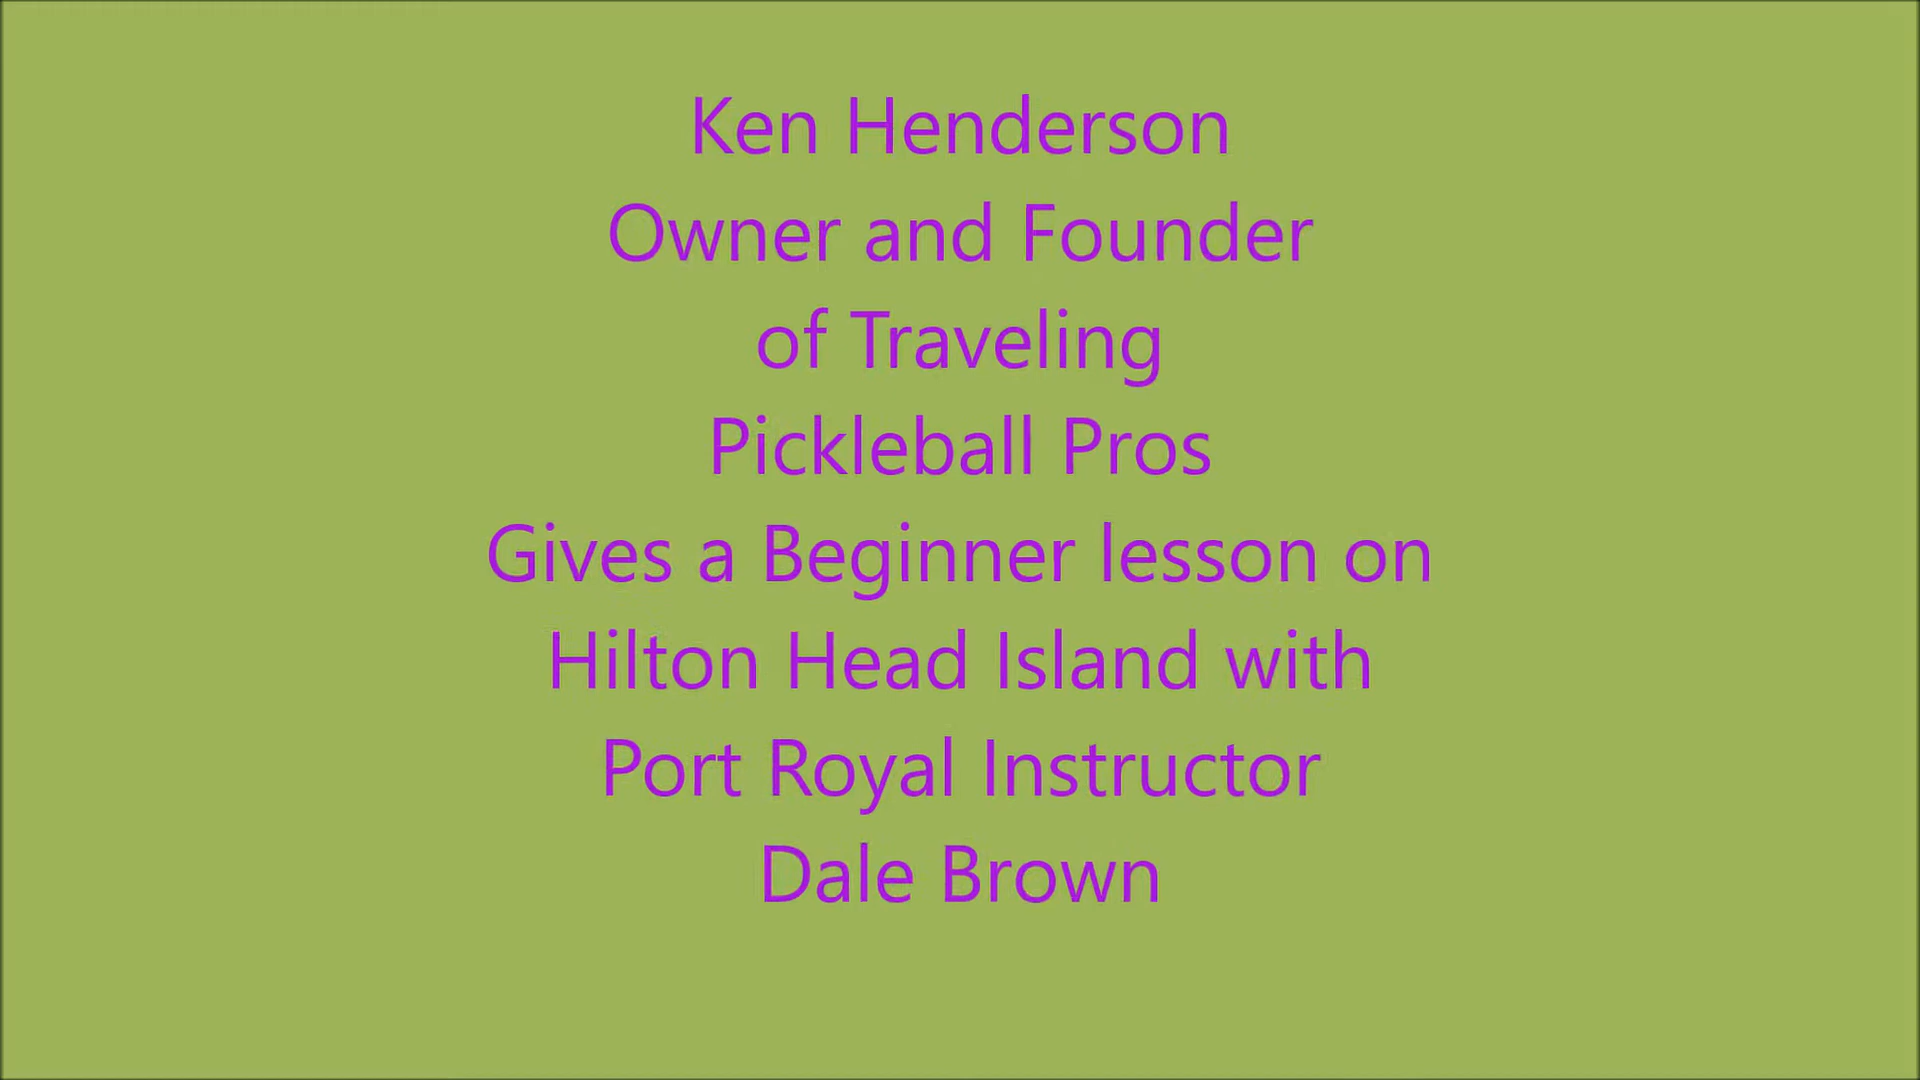 Ken Henderson
Owner and Founder
of Traveling
Pickleball Pros
Gives a Beginner lesson on
Hilton Head Island with
Port Royal Instructor
Dale Brown